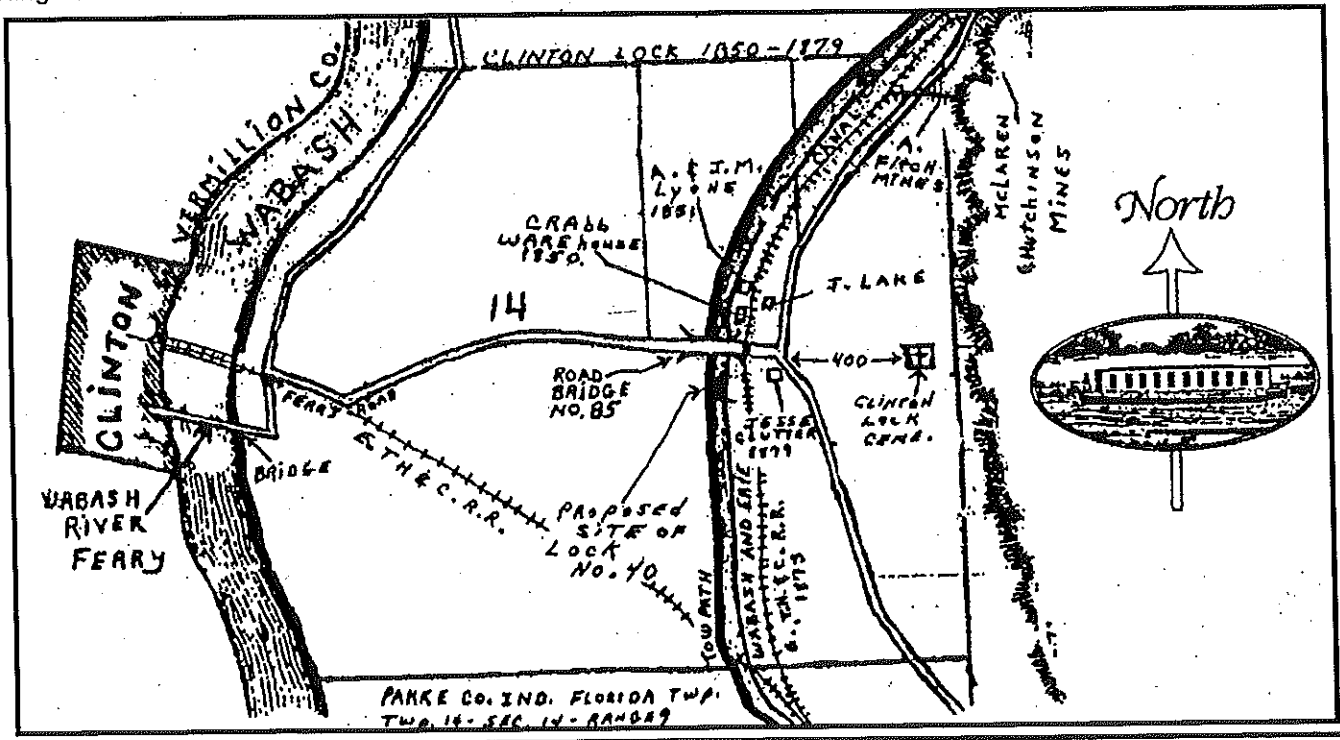 CLINTON LOCK 1850-1879
VERMILLION CO.
WABASH
CLINTON
WABASH
RIVER
FERRY
BRIDGE
FERRY ROAD
E. TH & C. R.R.
14
CRABB
WAREHOUSE
1850.
A. & J.M.
LYONS
1851
CANAL
A.
FITCH
MINES
McLAREN
& HUTCHINSON
MINES
J. LAKE
ROAD
BRIDGE
NO. 85
400
CLINTON
LOCK
CEME.
JESSE
CLUTTER
1879
PROPOSED
SITE OF
LOCK
NO. 40
TOWPATH
WABASH AND ERIE
E. T.H. & C. R.R.
1875
North
PARKE CO. IND. FLORIDA TWP.
TWP. 14 - SEC. 14 - RANGE 9